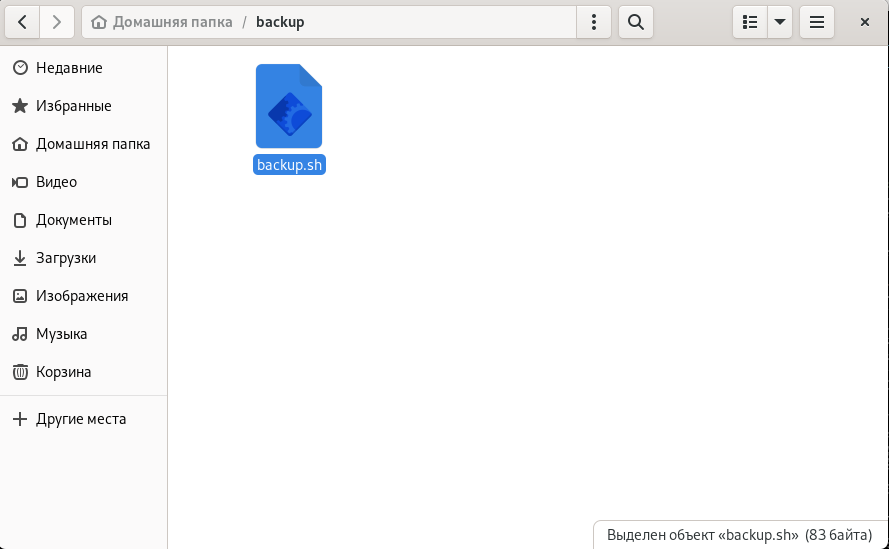 Домашняя папка / backup
Недавние
Избранные
Домашняя папка
Видео
Документы
Загрузки
Изображения
Музыка
Корзина
Другие места
backup.sh
Выделен объект «backup.sh» (83 байта)